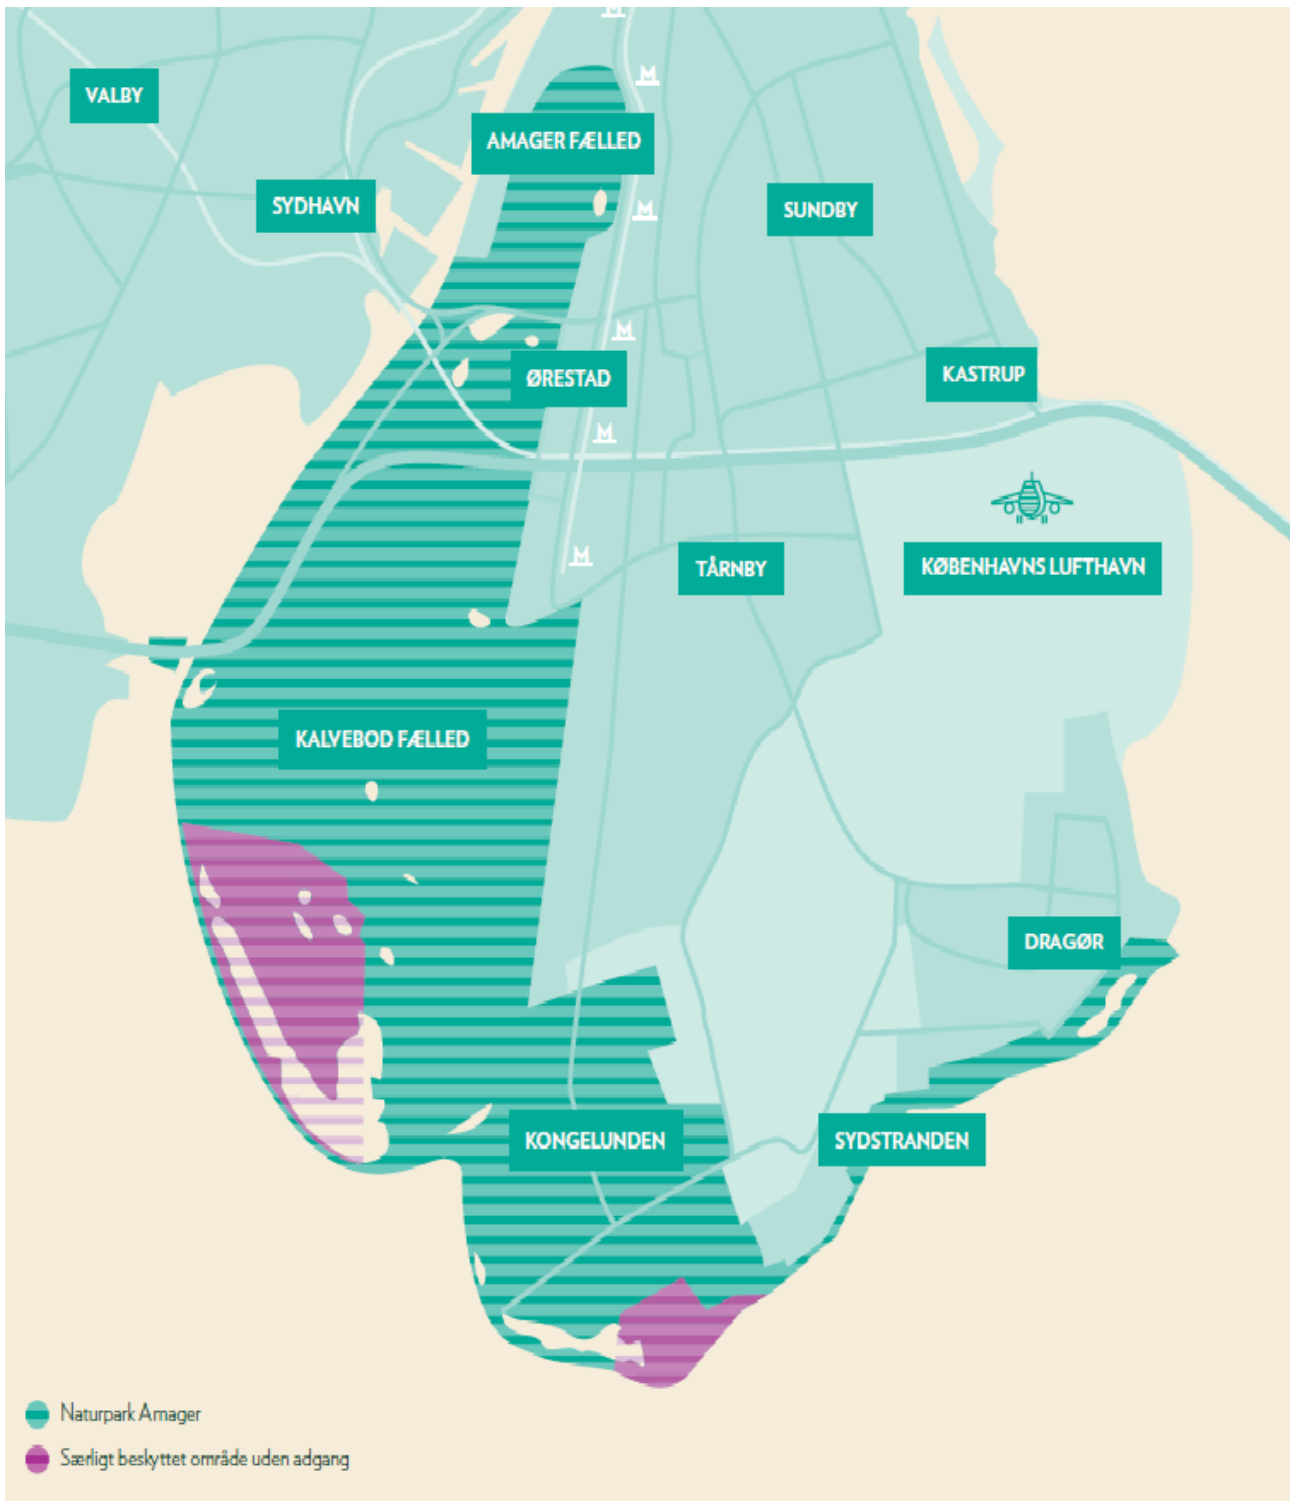 M
M
VALBY
AMAGER FÆLLED
SYDHAVN
M
SUNDBY
M
ØRESTAD
KASTRUP
M
M
TÅRNBY
KØBENHAVNS LUFTHAVN
KALVEBOD FÆLLED
DRAGØR
KONGELUNDEN
SYDSTRANDEN
Naturpark Amager
Særligt beskyttet område uden adgang